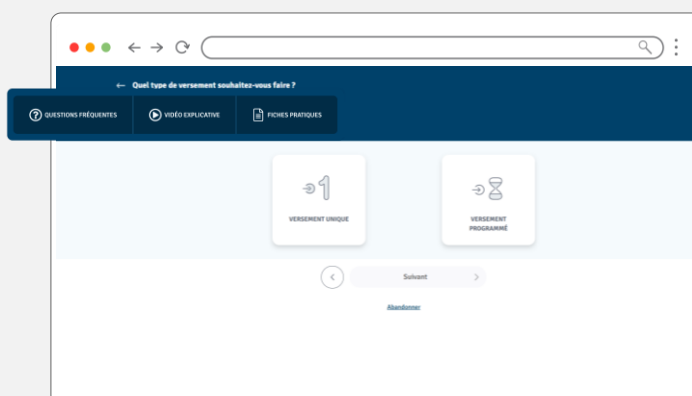 Quel type de versement souhaitez-vous faire ?
QUESTIONS FRÉQUENTES
VIDÉO EXPLICATIVE
FICHES PRATIQUES
1
VERSEMENT UNIQUE
VERSEMENT
PROGRAMMÉ
Suivant
Abandonner